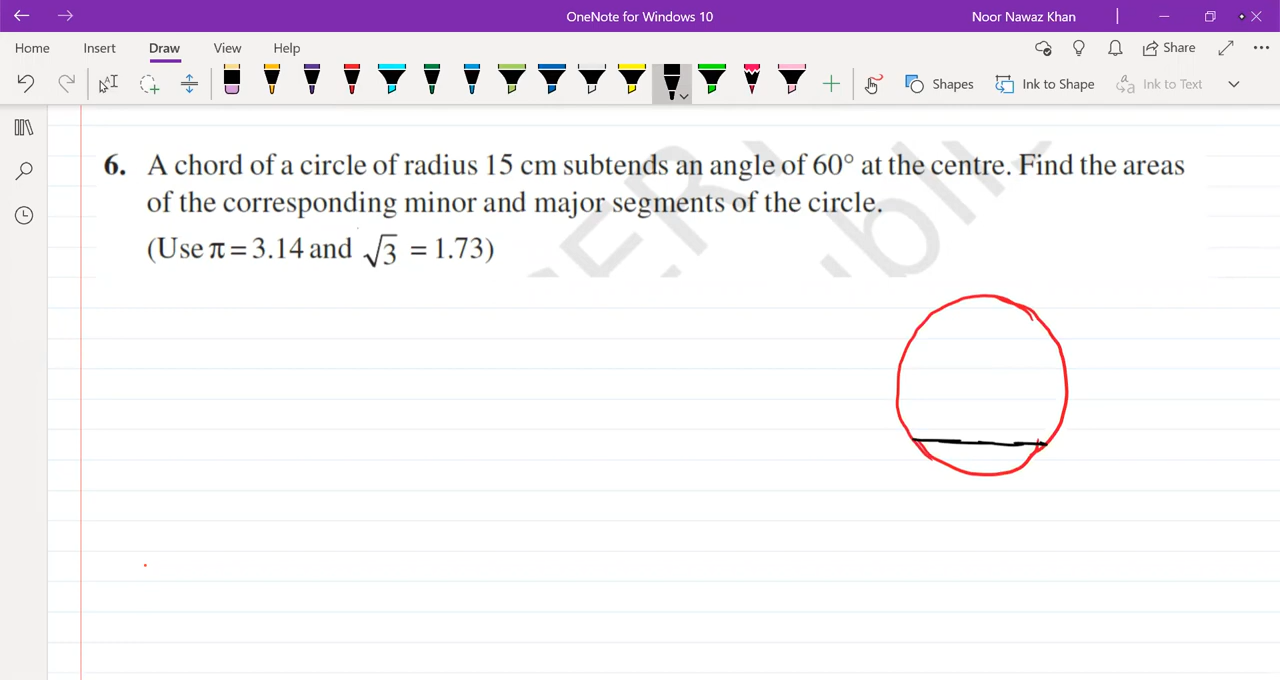 OneNote for Windows 10
Noor Nawaz Khan
Home Insert Draw View Help
Share
Shapes Ink to Shape Ink to Text
6. A chord of a circle of radius 15 cm subtends an angle of 60° at the centre. Find the areas
of the corresponding minor and major segments of the circle.
(Use π = 3.14 and √3 = 1.73)